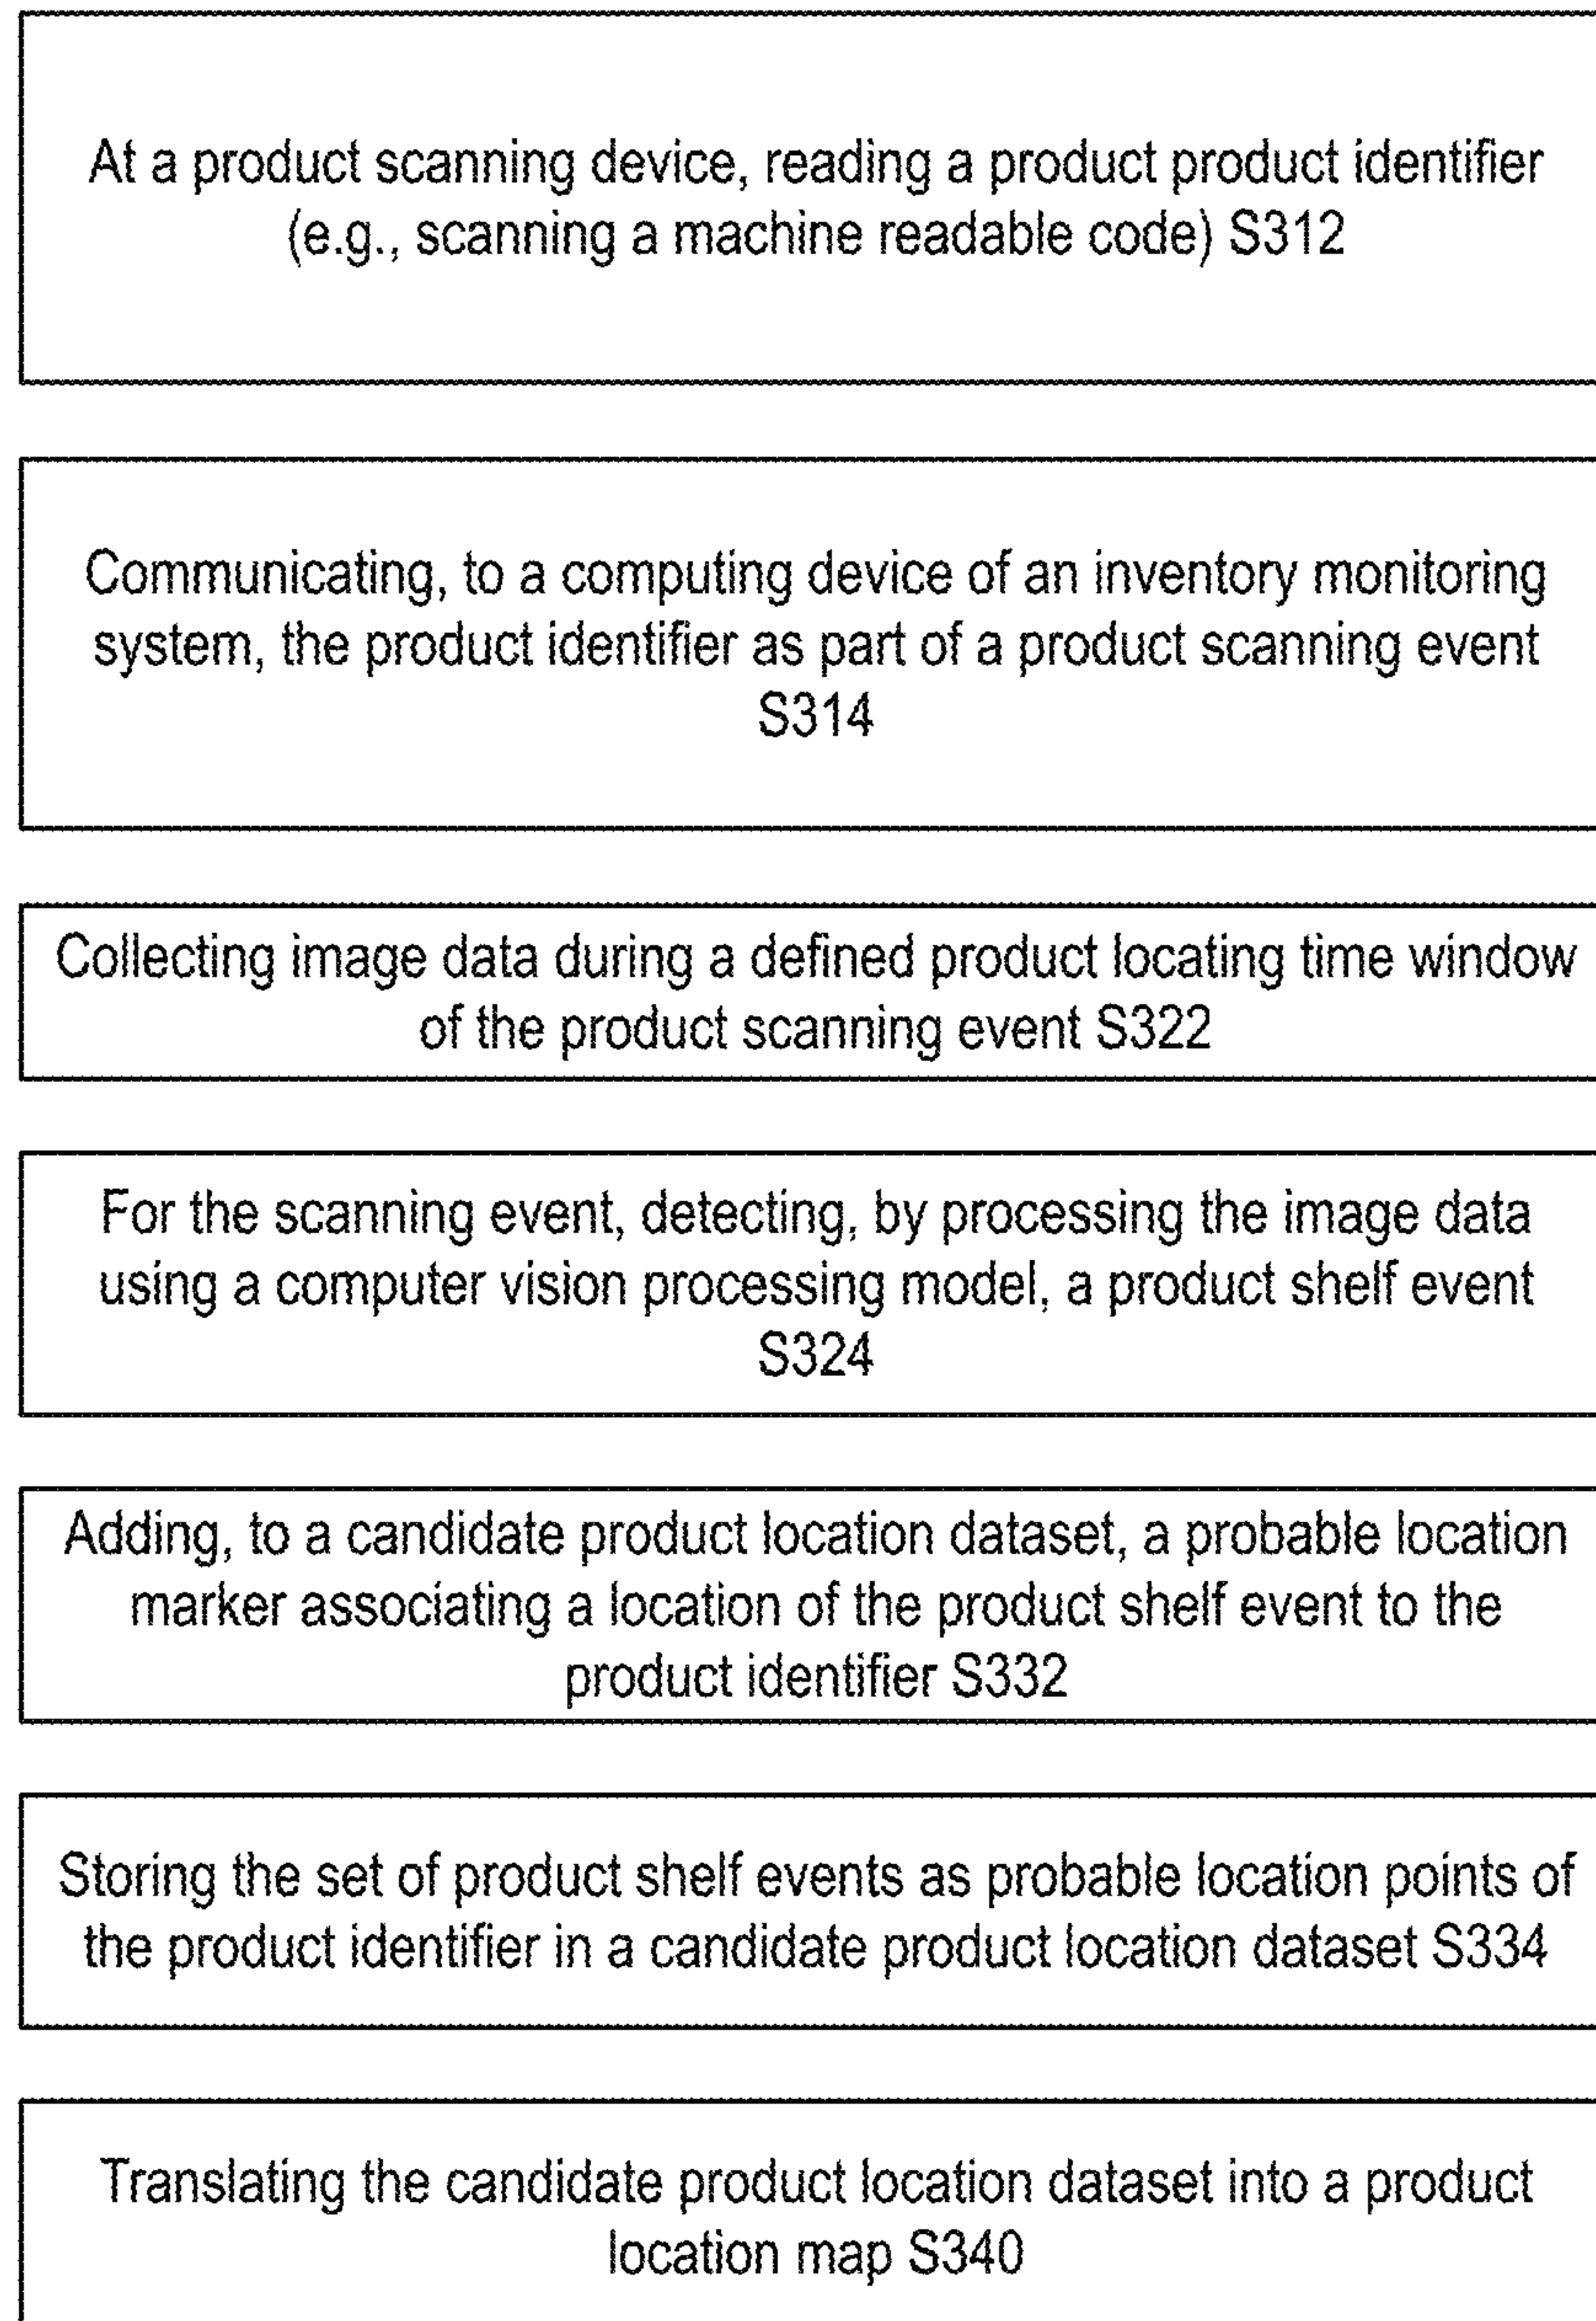 At a product scanning device, reading a product product identifier
(e.g., scanning a machine readable code) S312
Communicating, to a computing device of an inventory monitoring
system, the product identifier as part of a product scanning event
S314
Collecting image data during a defined product locating time window
of the product scanning event S322
For the scanning event, detecting, by processing the image data
using a computer vision processing model, a product shelf event
S324
Adding, to a candidate product location dataset, a probable location
marker associating a location of the product shelf event to the
product identifier S332
Storing the set of product shelf events as probable location points of
the product identifier in a candidate product location dataset S334
Translating the candidate product location dataset into a product
location map S340